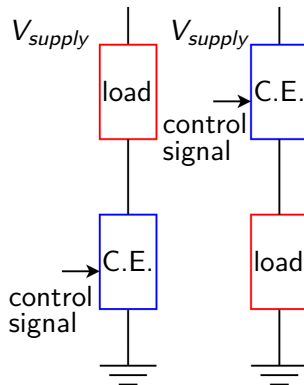 V_supply
load
C.E.
control
signal
V_supply
C.E.
control
signal
load